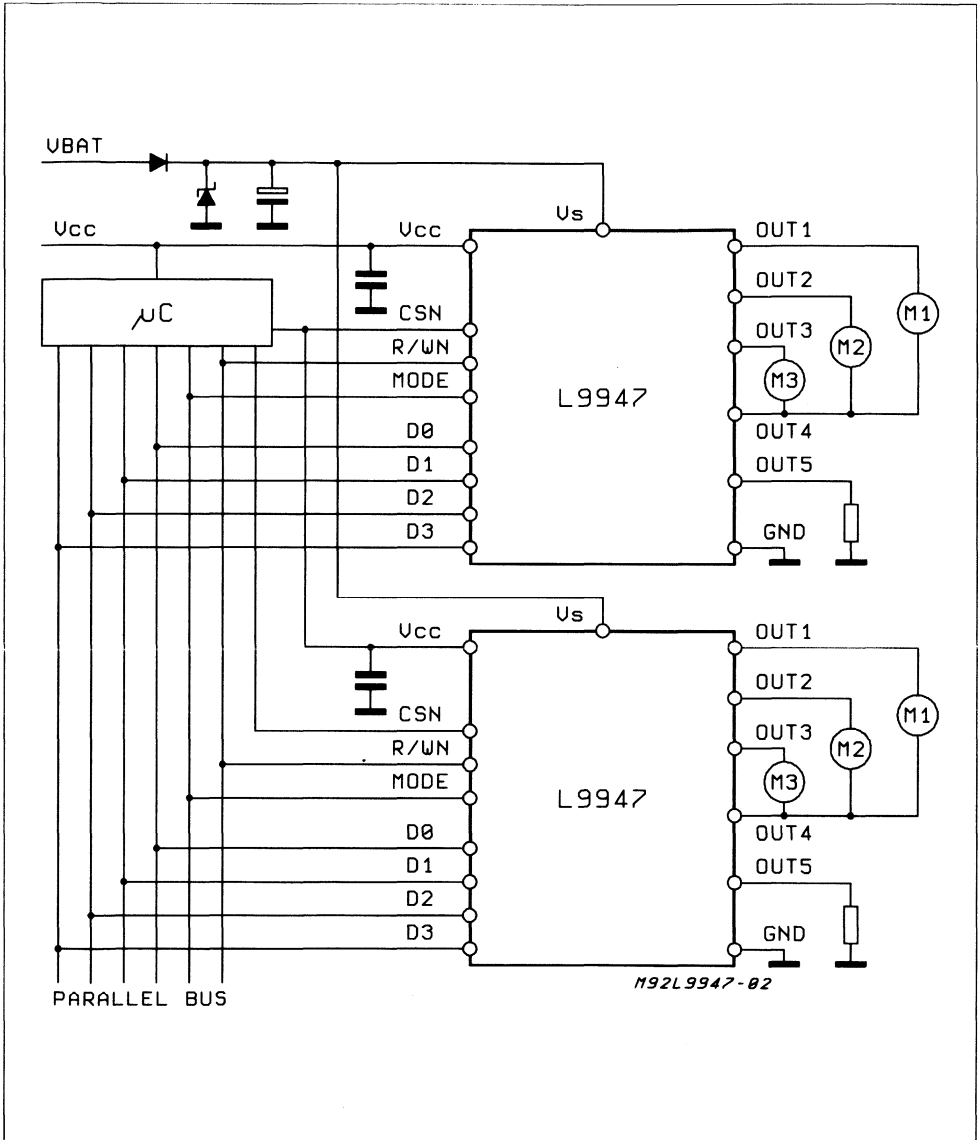 VBAT
Vs
Vcc
Vcc
OUT1
µC
CSN
OUT2
R/WN
OUT3
M1
M2
MODE
M3
L9947
D0
OUT4
D1
OUT5
D2
D3
GND
Vs
Vcc
OUT1
OUT2
CSN
OUT3
M1
R/WN
M2
MODE
M3
L9947
D0
OUT4
D1
OUT5
D2
D3
GND
M92L9947-02
PARALLEL BUS